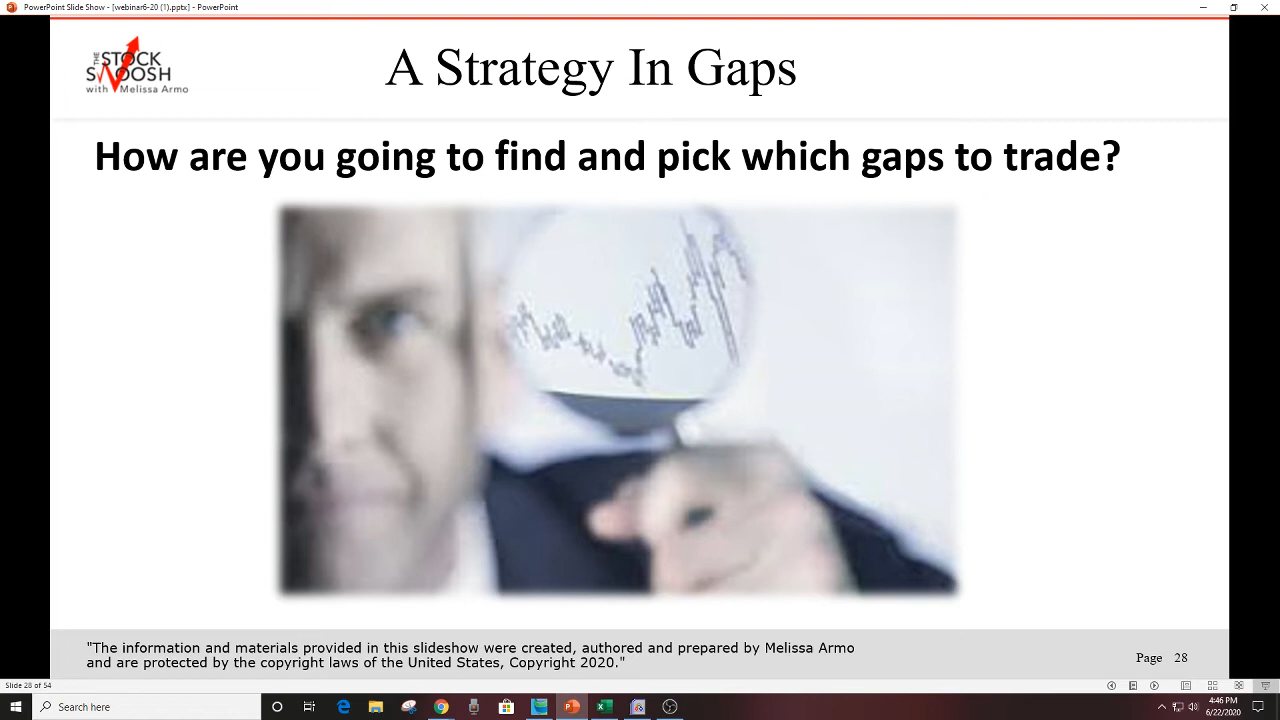 PowerPoint Slide Show - [webinar6-20 (1).pptx] - PowerPoint
THE
STOCK
SWOOSH
with Melissa Armo
A Strategy In Gaps
How are you going to find and pick which gaps to trade?
"The information and materials provided in this slideshow were created, authored and prepared by Melissa Armo
and are protected by the copyright laws of the United States, Copyright 2020."
Page 28
Slide 28 of 54
Search here
4:46 PM
6/22/2020